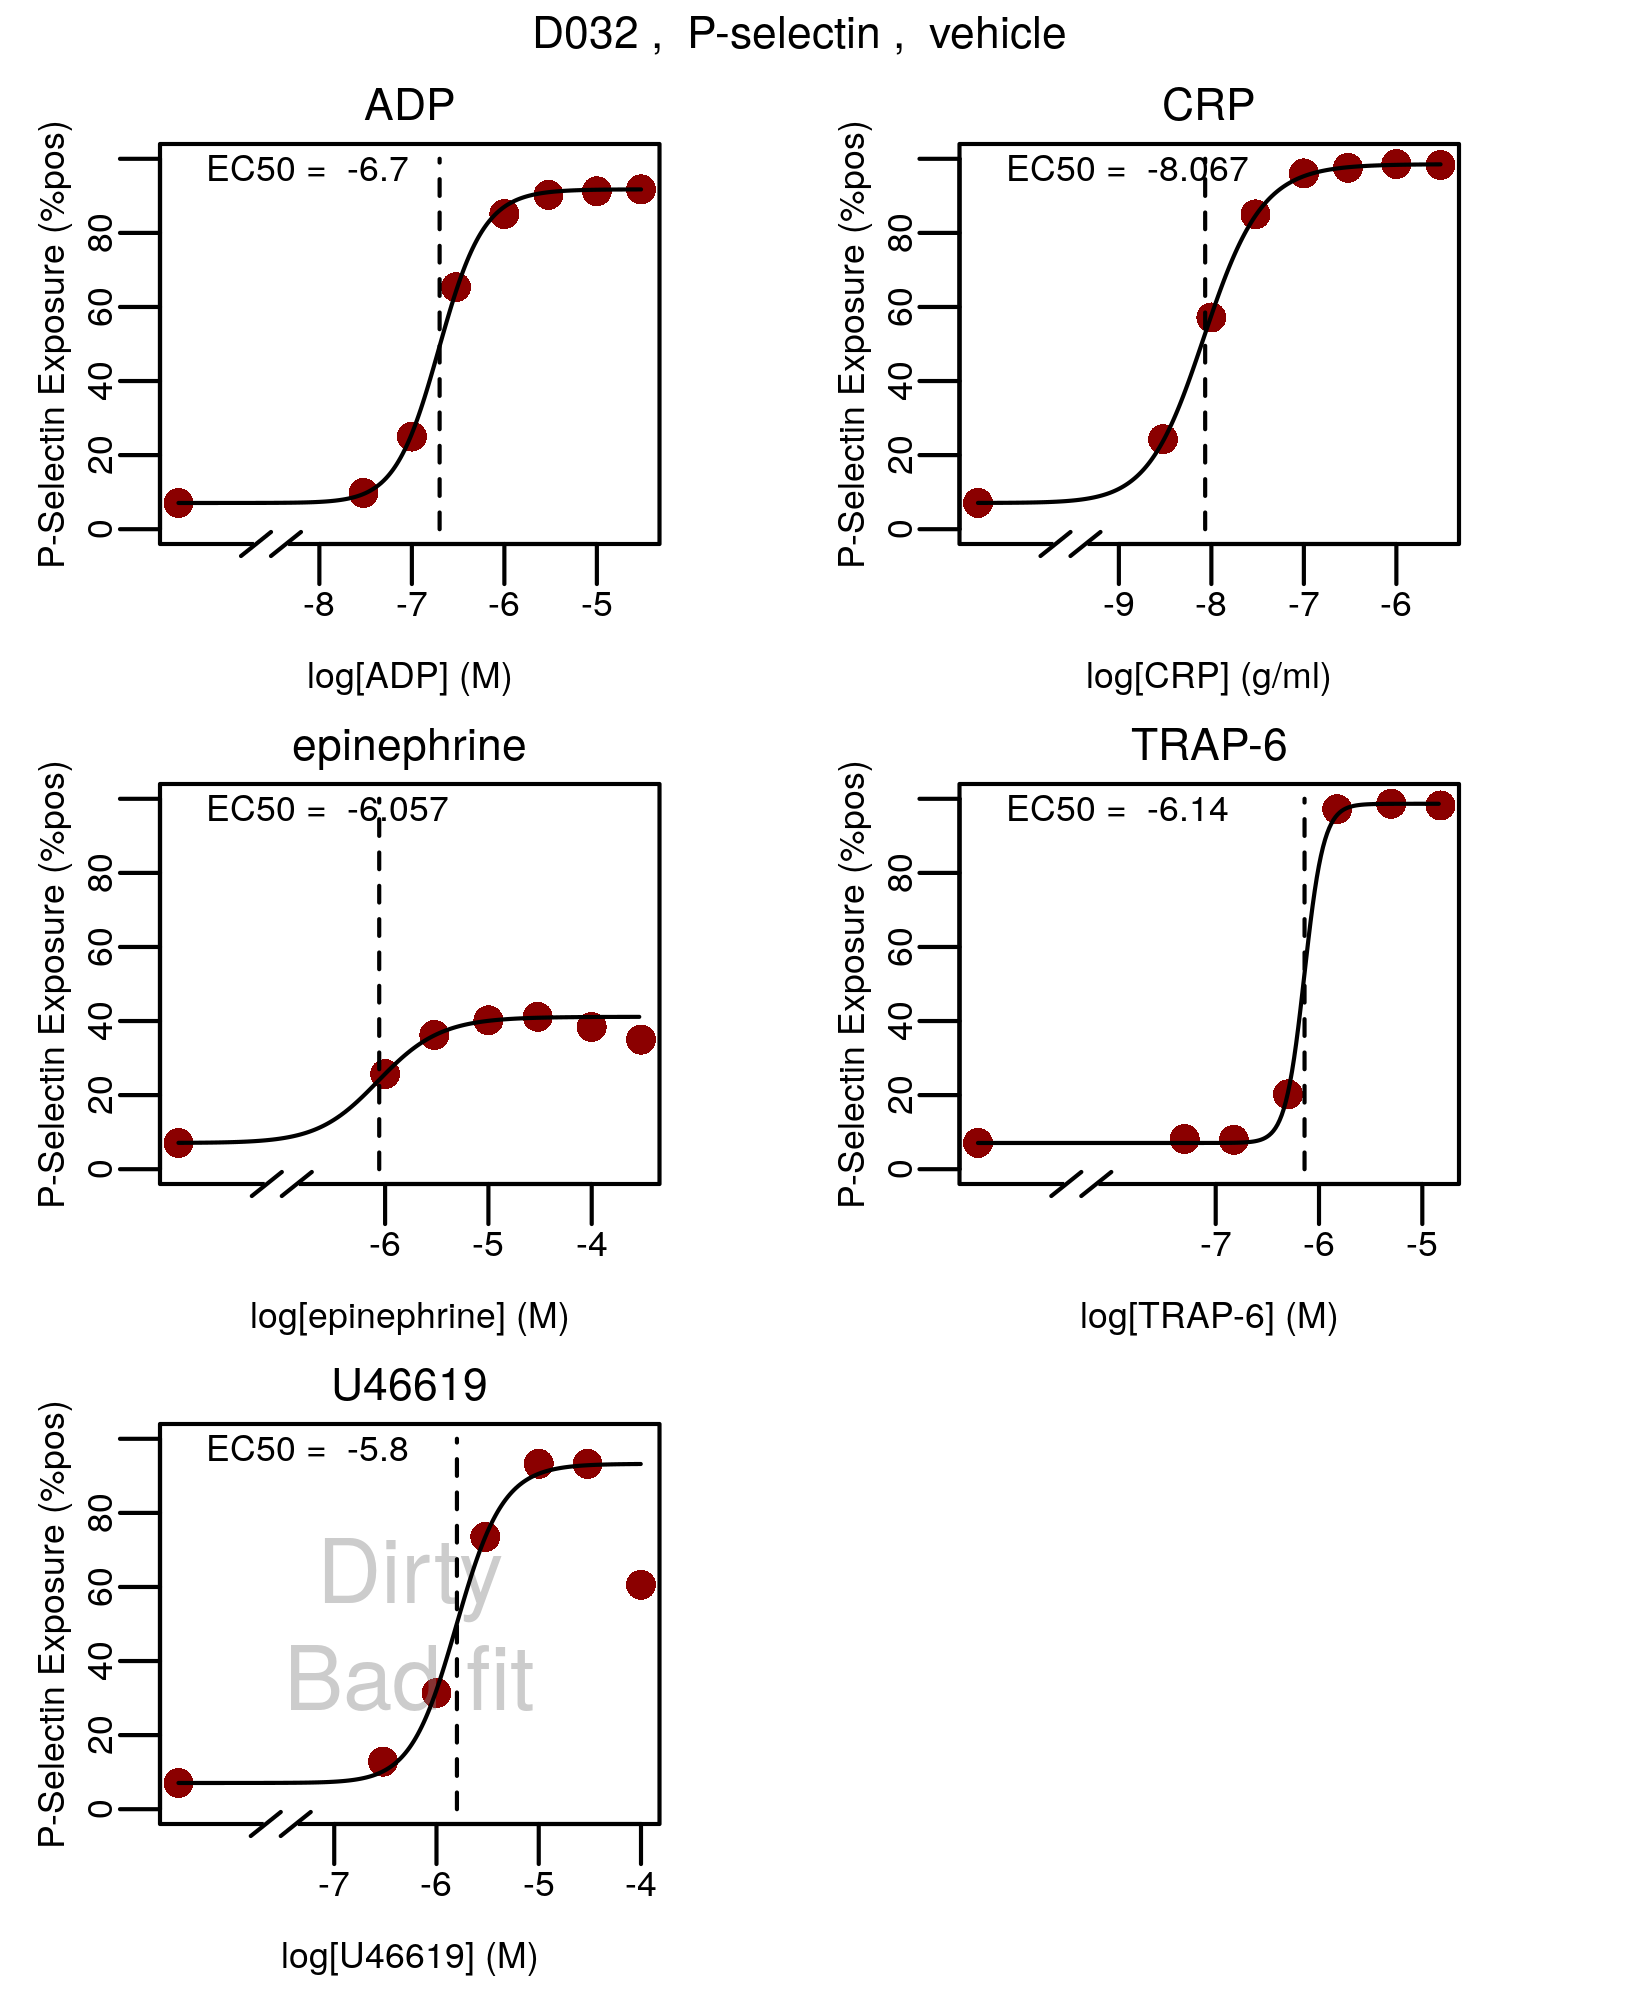 D032 ,  P-selectin ,  vehicle
ADP
P-Selectin Exposure (%pos)
EC50 =  -6.7
80
60
40
20
0
-8 -7 -6 -5
log[ADP] (M)
CRP
P-Selectin Exposure (%pos)
EC50 =  -8.067
80
60
40
20
0
-9 -8 -7 -6
log[CRP] (g/ml)
epinephrine
P-Selectin Exposure (%pos)
EC50 =  -6.057
80
60
40
20
0
-6 -5 -4
log[epinephrine] (M)
TRAP-6
P-Selectin Exposure (%pos)
EC50 =  -6.14
80
60
40
20
0
-7 -6 -5
log[TRAP-6] (M)
U46619
P-Selectin Exposure (%pos)
EC50 =  -5.8
80
60
40
20
0
Dirty
Bad fit
-7 -6 -5 -4
log[U46619] (M)